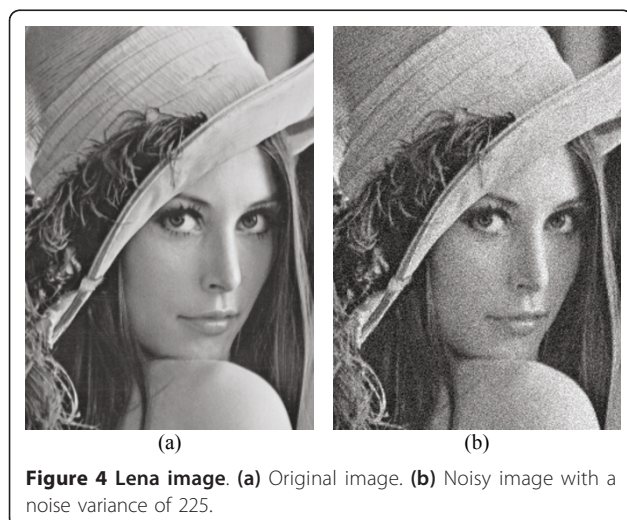 (a) (b)
Figure 4 Lena image. (a) Original image. (b) Noisy image with a
noise variance of 225.